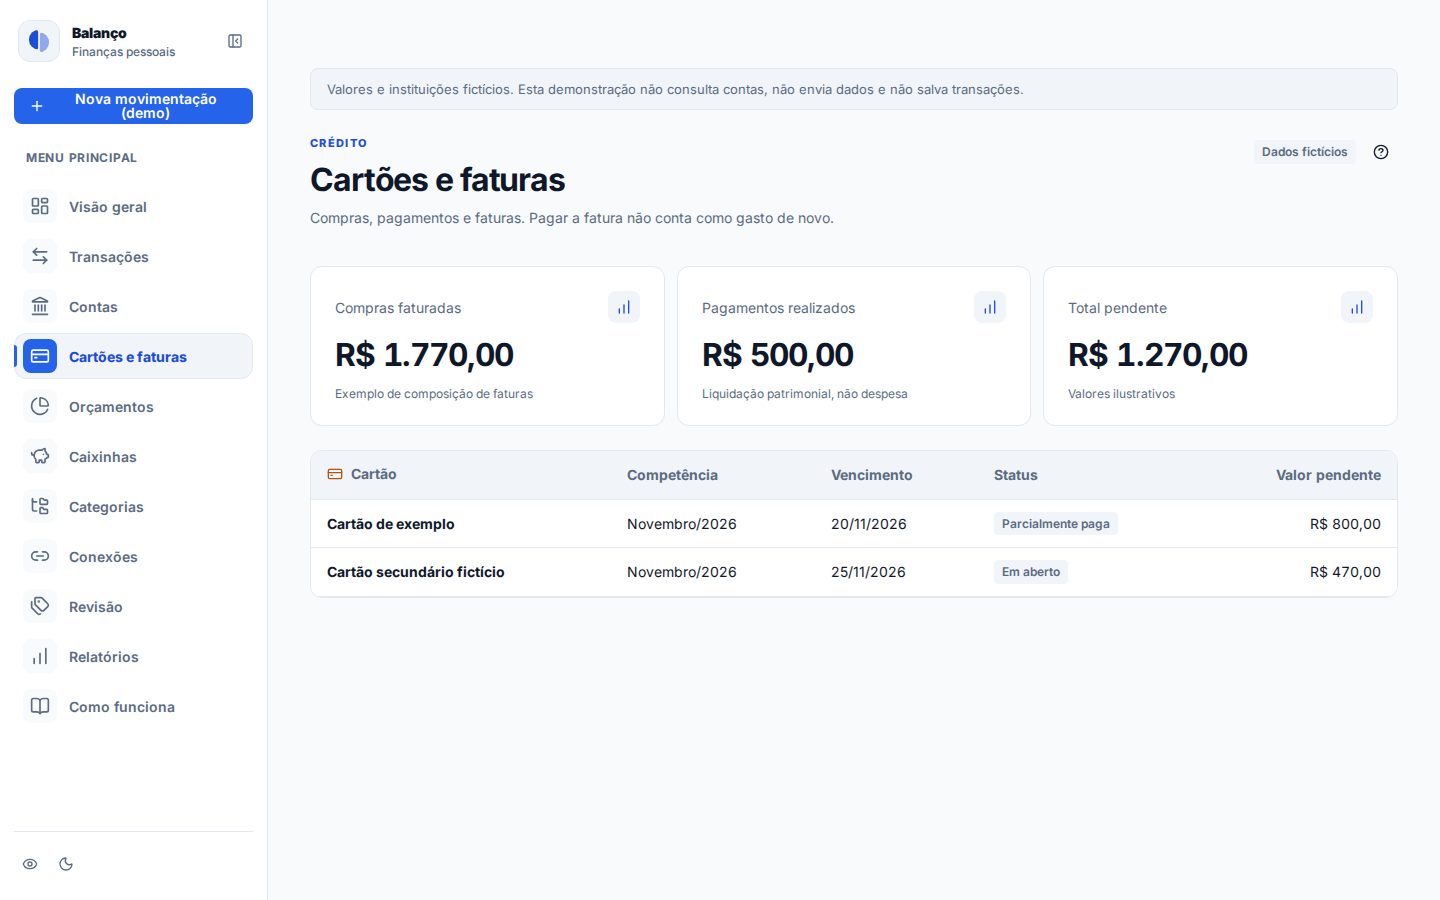 Balanço
Finanças pessoais
Nova movimentação
(demo)
MENU PRINCIPAL
Visão geral
Transações
Contas
Cartões e faturas
Orçamentos
Caixinhas
Categorias
Conexões
Revisão
Relatórios
Como funciona
Valores e instituições fictícios. Esta demonstração não consulta contas, não envia dados e não salva transações.
CRÉDITO
Dados fictícios
Cartões e faturas
Compras, pagamentos e faturas. Pagar a fatura não conta como gasto de novo.
Compras faturadas
R$ 1.770,00
Exemplo de composição de faturas
Pagamentos realizados
R$ 500,00
Liquidação patrimonial, não despesa
Total pendente
R$ 1.270,00
Valores ilustrativos
Cartão Competência Vencimento Status Valor pendente
Cartão de exemplo Novembro/2026 20/11/2026 Parcialmente paga R$ 800,00
Cartão secundário fictício Novembro/2026 25/11/2026 Em aberto R$ 470,00